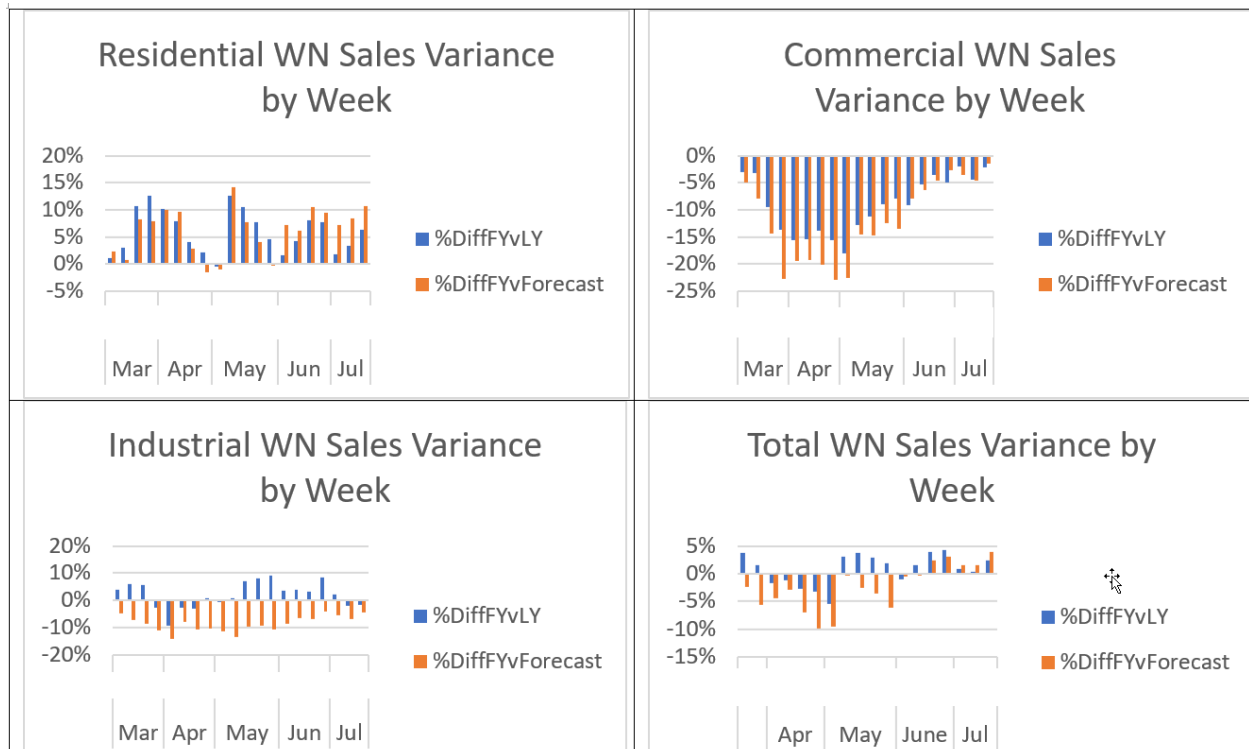 Residential WN Sales Variance
by Week
20%
15%
10%
5%
0%
-5%
%DiffFYvLY
%DiffFYvForecast
Mar Apr May Jun Jul
Commercial WN Sales
Variance by Week
0%
-5%
-10%
-15%
-20%
-25%
%DiffFYvLY
%DiffFYvForecast
Mar Apr May Jun Jul
Industrial WN Sales Variance
by Week
20%
10%
0%
-10%
-20%
%DiffFYvLY
%DiffFYvForecast
Mar Apr May Jun Jul
Total WN Sales Variance by
Week
5%
0%
-5%
-10%
-15%
%DiffFYvLY
%DiffFYvForecast
Apr May June Jul